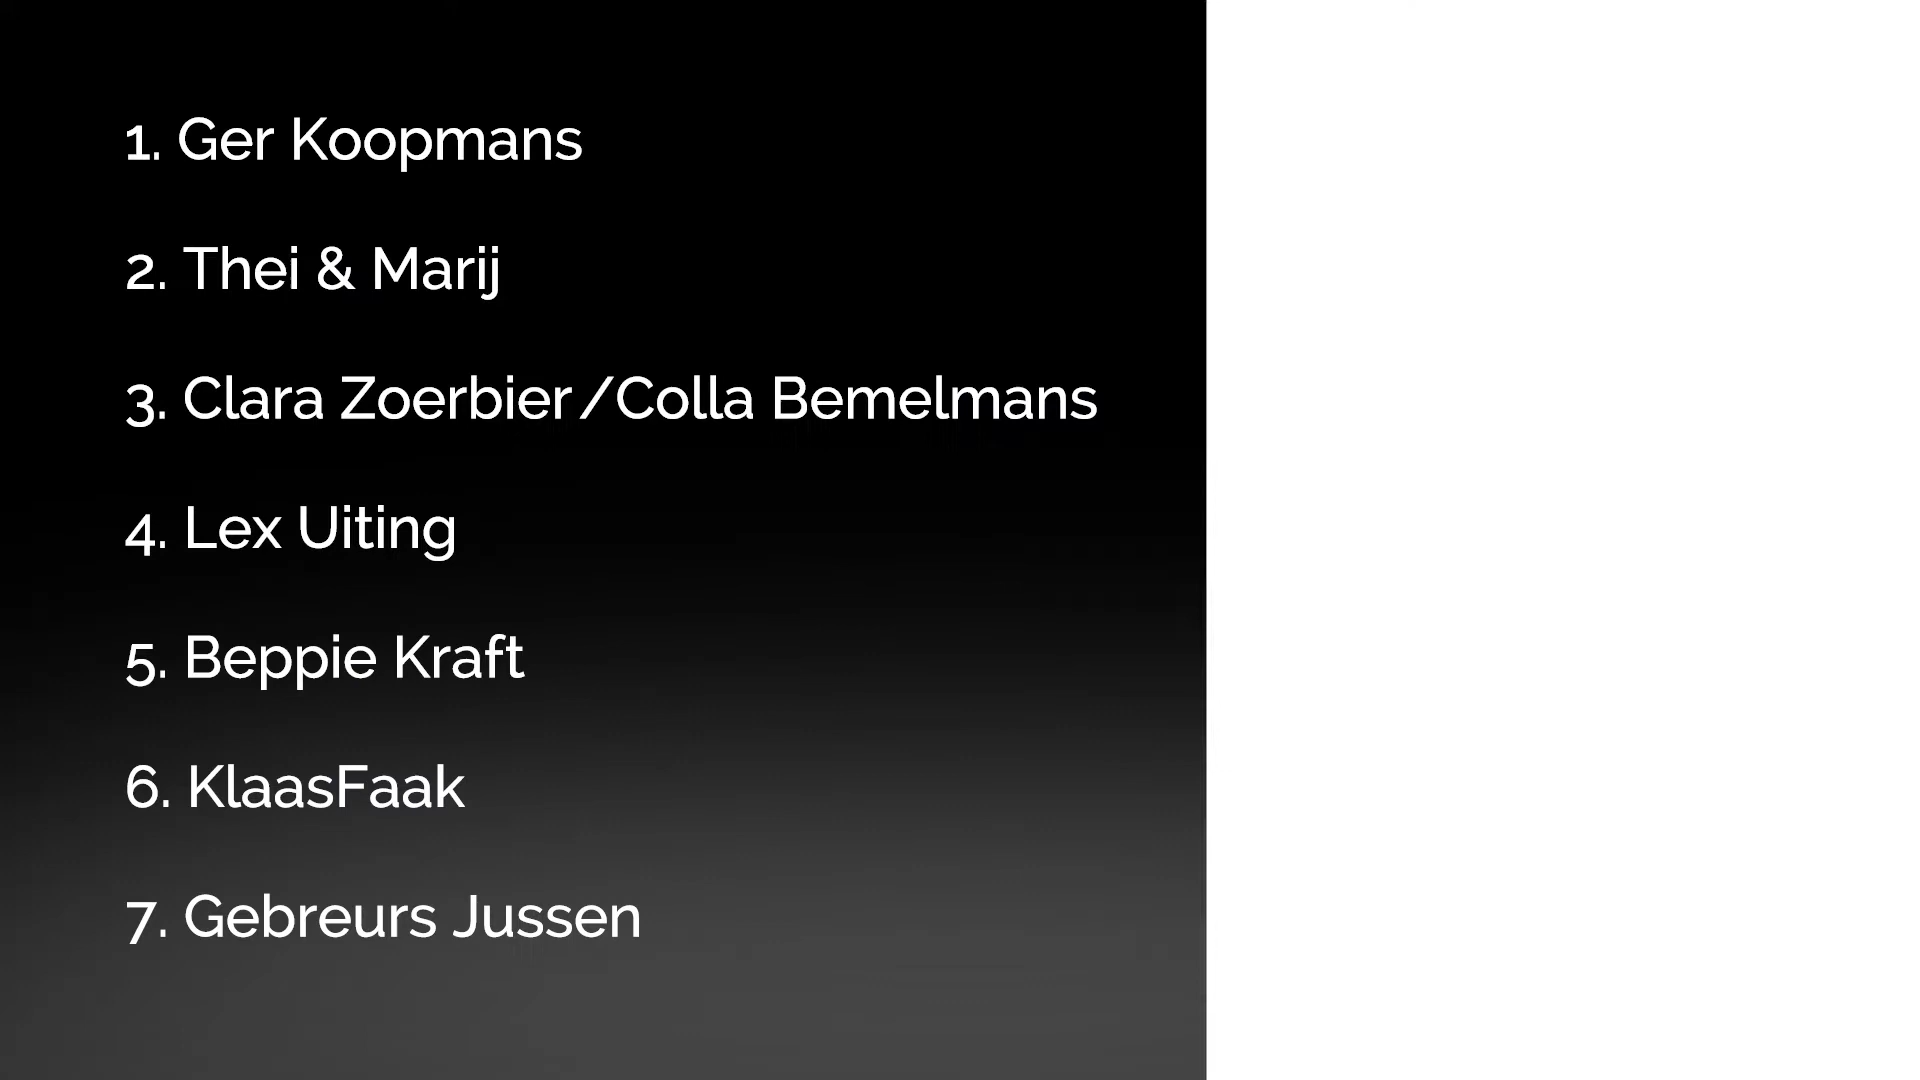 1. Ger Koopmans
2. Thei & Marij
3. Clara Zoerbier/Colla Bemelmans
4. Lex Uiting
5. Beppie Kraft
6. KlaasFaak
7. Gebreurs Jussen